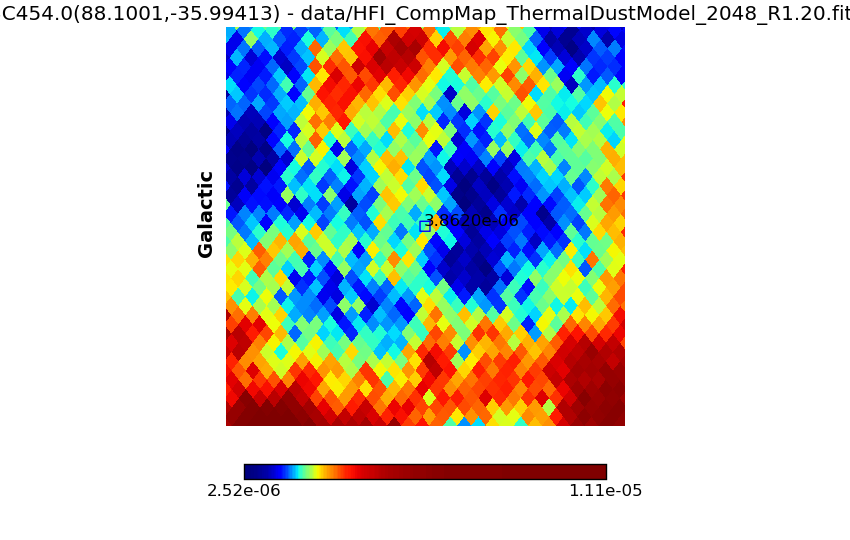 C454.0(88.1001,-35.99413) - data/HFI_CompMap_ThermalDustModel_2048_R1.20.fit
Galactic
3.8620e-06
2.52e-06
1.11e-05